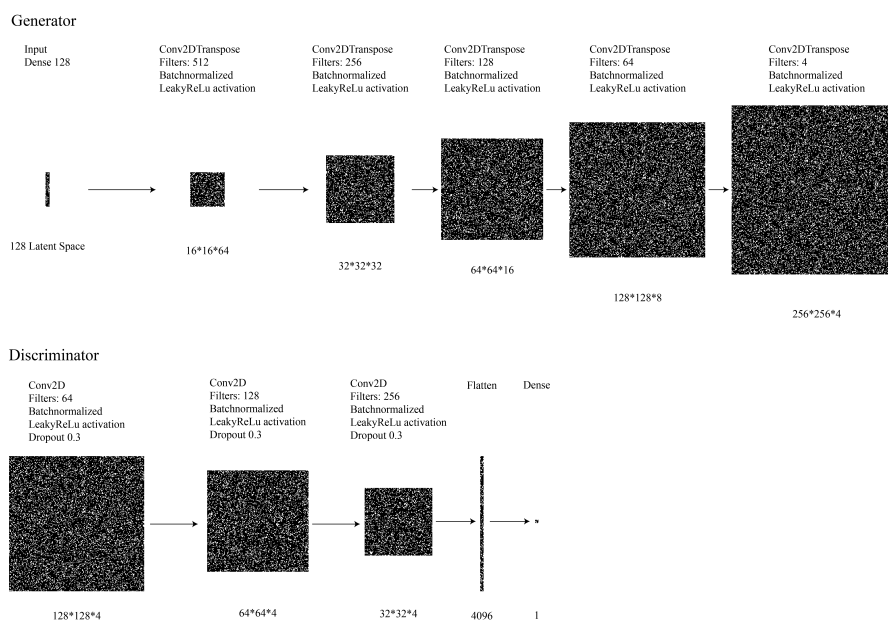 Generator
Input
Dense 128
Conv2DTranspose
Filters: 512
Batchnormalized
LeakyReLu activation
Conv2DTranspose
Filters: 256
Batchnormalized
LeakyReLu activation
Conv2DTranspose
Filters: 128
Batchnormalized
LeakyReLu activation
Conv2DTranspose
Filters: 64
Batchnormalized
LeakyReLu activation
Conv2DTranspose
Filters: 4
Batchnormalized
LeakyReLu activation
128 Latent Space
16*16*64
32*32*32
64*64*16
128*128*8
256*256*4
Discriminator
Conv2D
Filters: 64
Batchnormalized
LeakyReLu activation
Dropout 0.3
Conv2D
Filters: 128
Batchnormalized
LeakyReLu activation
Dropout 0.3
Conv2D
Filters: 256
Batchnormalized
LeakyReLu activation
Dropout 0.3
Flatten
Dense
128*128*4
64*64*4
32*32*4
4096
1